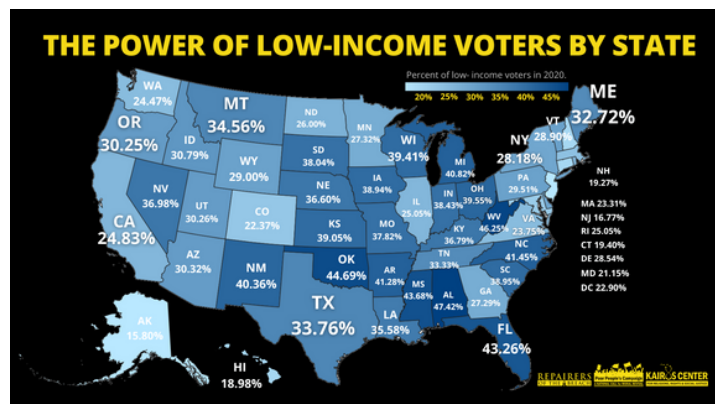 THE POWER OF LOW-INCOME VOTERS BY STATE
Percent of low- income voters in 2020.
20% 25% 30% 35% 40% 45%
WA
24.47%
OR
30.25%
MT
34.56%
ID
30.79%
WY
29.00%
ND
26.00%
SD
38.04%
MN
27.32%
WI
39.41%
MI
40.82%
NY
28.18%
VT
28.90%
ME
32.72%
NH
19.27%
MA 23.31%
NJ 16.77%
RI 25.05%
CT 19.40%
DE 28.54%
MD 21.15%
DC 22.90%
NV
36.98%
UT
30.26%
CO
22.37%
NE
36.60%
IA
38.94%
IL
25.05%
IN
38.43%
OH
39.55%
PA
29.51%
CA
24.83%
AZ
30.32%
NM
40.36%
KS
39.05%
MO
37.82%
KY
36.79%
WV
46.25%
VA
23.75%
OK
44.69%
AR
41.28%
TN
33.33%
NC
41.45%
SC
38.95%
TX
33.76%
LA
35.58%
MS
43.68%
AL
47.42%
GA
27.29%
FL
43.26%
AK
15.80%
HI
18.98%
REPAIRERS
OF THE BREACH
Poor People's Campaign
KAIROS CENTER